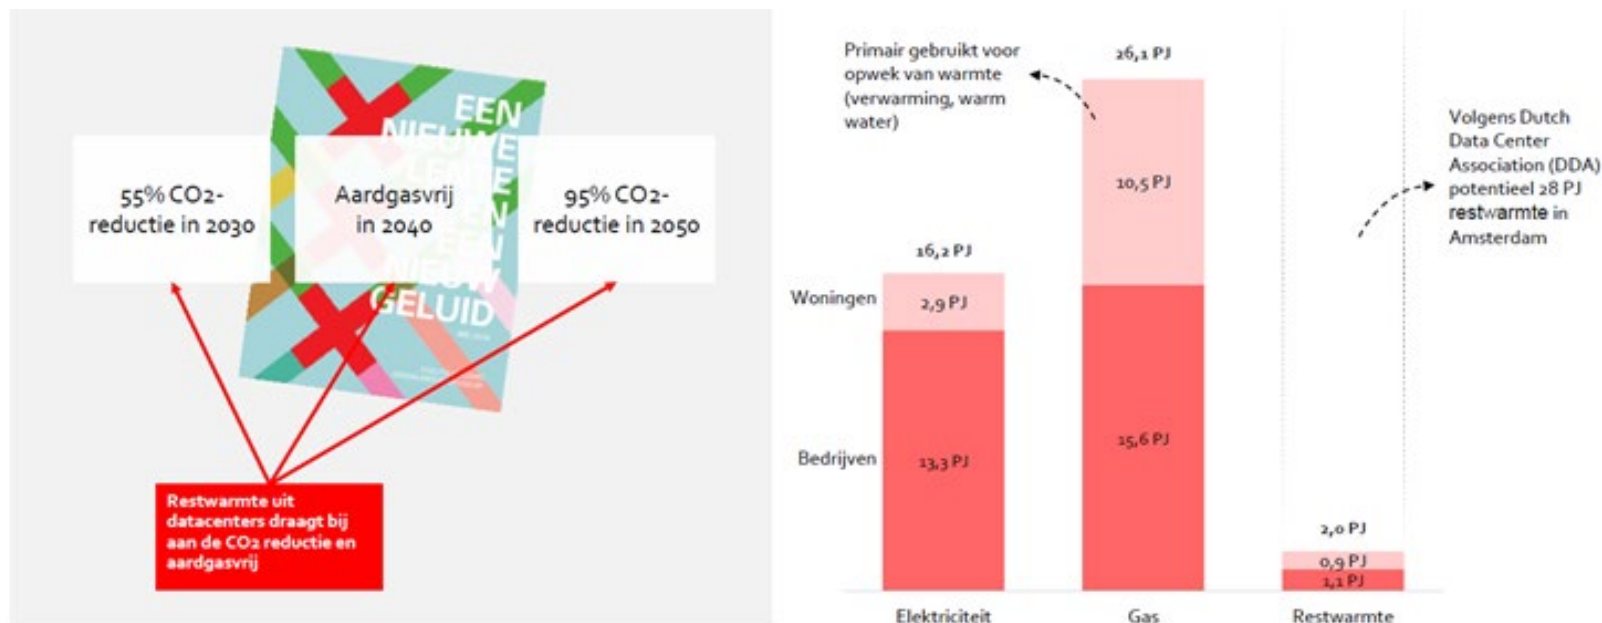 EEN
NIEUWE
NIEUW
GELUID
55% CO2-
reductie in 2030
Aardgasvrij
in 2040
95% CO2-
reductie in 2050
Restwarmte uit
datacenters draagt bij
aan de CO2 reductie en
aardgasvrij
Primair gebruikt voor
opwek van warmte
(verwarming, warm
water)
26,1 PJ
10,5 PJ
15,6 PJ
16,2 PJ
Woningen
2,9 PJ
Bedrijven
13,3 PJ
Volgens Dutch
Data Center
Association (DDA)
potentieel 28 PJ
restwarmte in
Amsterdam
2,0 PJ
0,9 PJ
1,1 PJ
Elektriciteit
Gas
Restwarmte